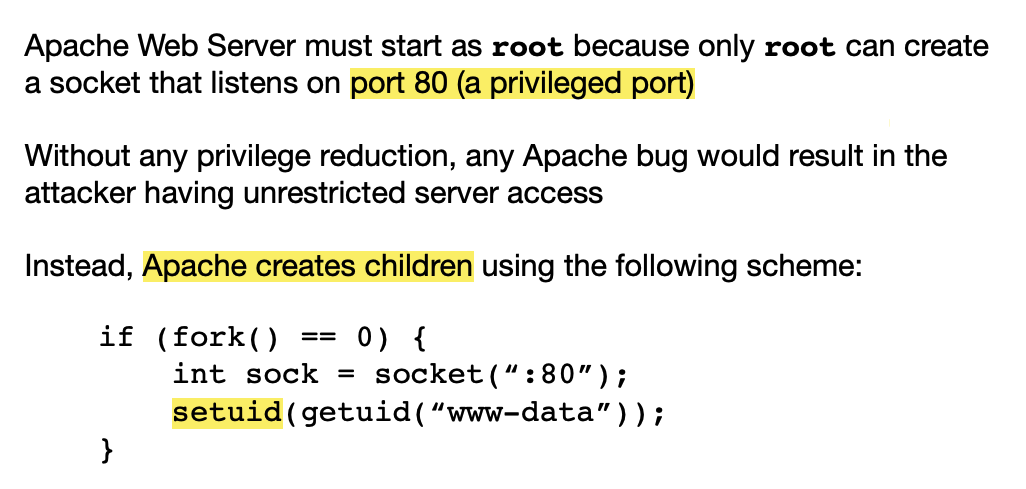 Apache Web Server must start as root because only root can create
a socket that listens on port 80 (a privileged port)
Without any privilege reduction, any Apache bug would result in the
attacker having unrestricted server access
Instead, Apache creates children using the following scheme:
if (fork() == 0) {
int sock = socket(“:80”);
setuid(getuid(“www-data”));
}